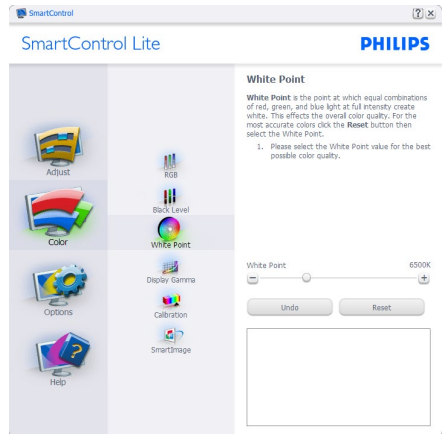 SmartControl
SmartControl Lite
PHILIPS
Adjust
Color
Options
Help
RGB
Black Level
White Point
Display Gamma
Calibration
SmartImage
White Point
White Point is the point at which equal combinations
of red, green, and blue light at full intensity create
white. This effects the overall color quality. For the
most accurate colors click the Reset button then
select the White Point.
1. Please select the White Point value for the best
possible color quality.
White Point 6500K
Undo Reset